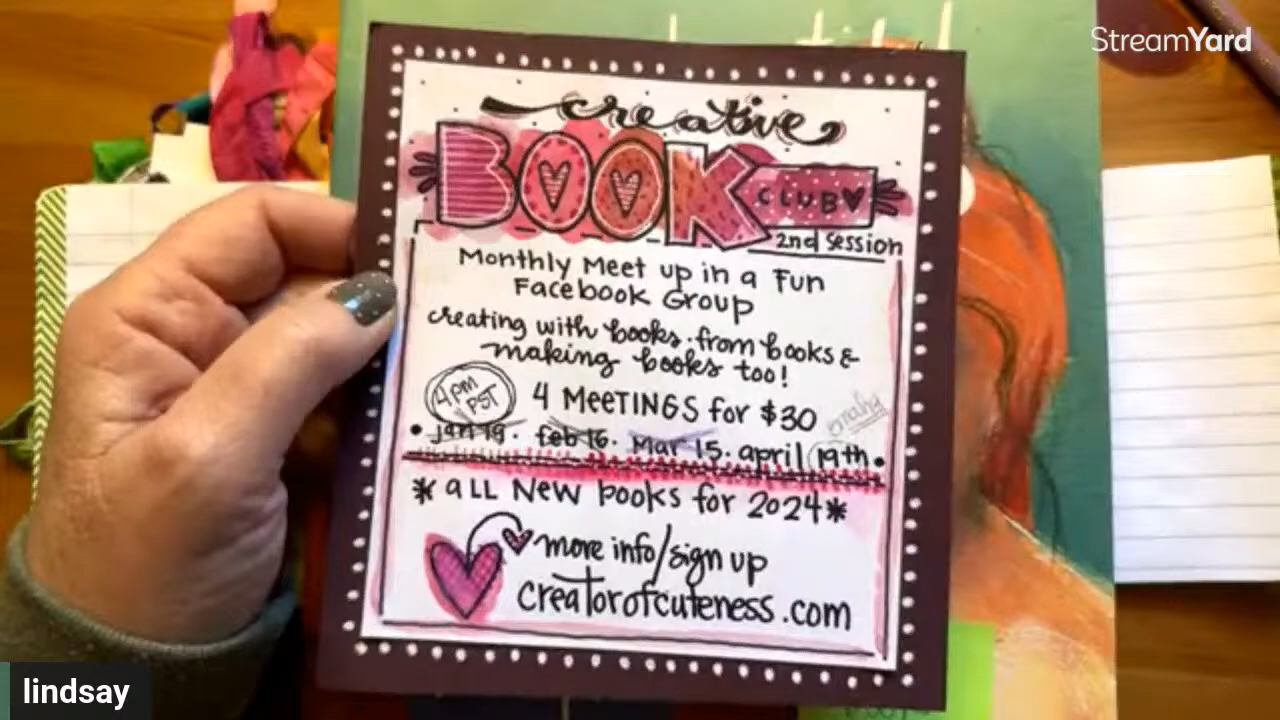 StreamYard
creative
BOOK CLUB
2nd Session
Monthly Meet up in a Fun
Facebook Group
creating with books. from books &
making books too!
4pm
PST
4 MEETINGS for $30
omaha
• jan 19. feb 16. Mar 15. april 19th •
* aLL New books for 2024 *
more info/sign up
creatorofcuteness.com
lindsay